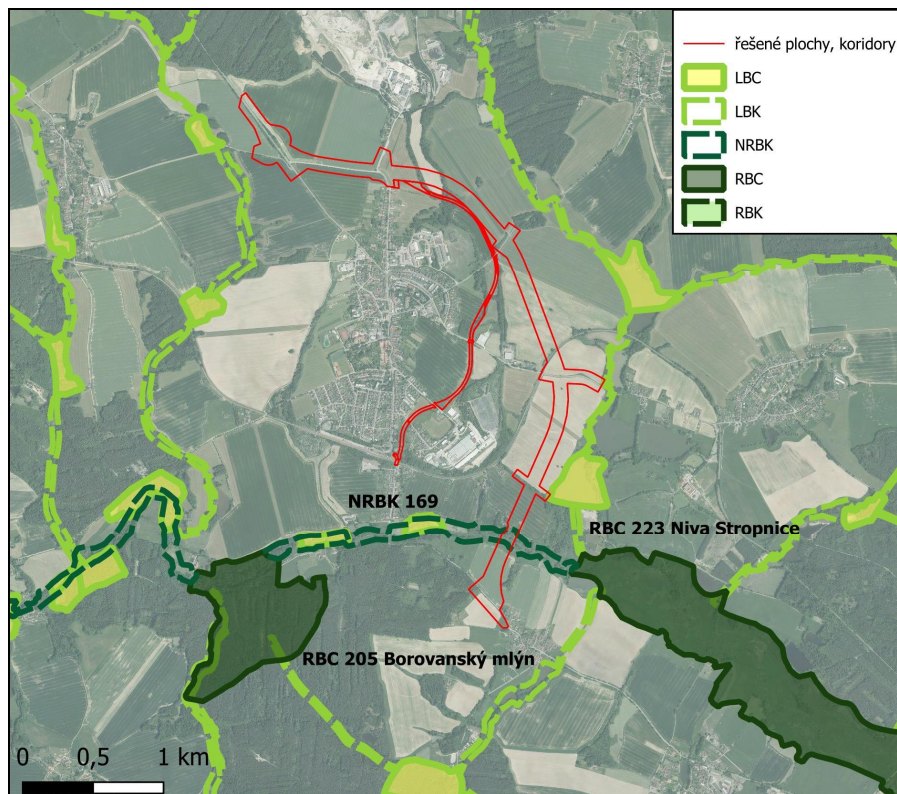 řešené plochy, koridory
LBC
LBK
NRBK
RBC
RBK
NRBK 169
RBC 223 Niva Stropnice
RBC 205 Borovanský mlýn
0 0,5 1 km